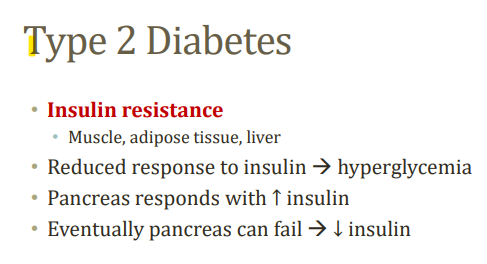 Type 2 Diabetes
• Insulin resistance
• Muscle, adipose tissue, liver
• Reduced response to insulin → hyperglycemia
• Pancreas responds with ↑ insulin
• Eventually pancreas can fail → ↓ insulin